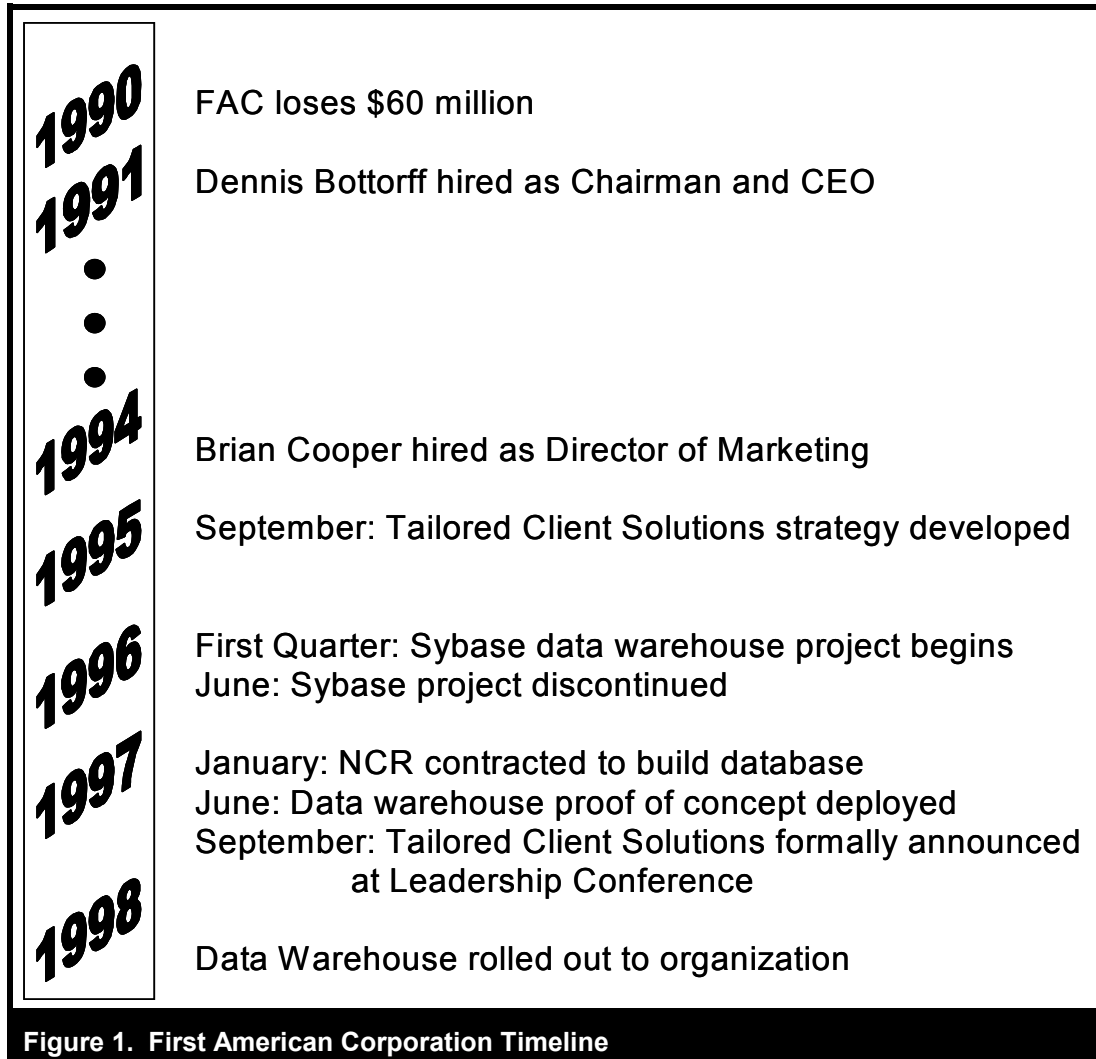 1990
FAC loses $60 million
1991
Dennis Bottorff hired as Chairman and CEO
1994
Brian Cooper hired as Director of Marketing
1995
September: Tailored Client Solutions strategy developed
1996
First Quarter: Sybase data warehouse project begins
June: Sybase project discontinued
1997
January: NCR contracted to build database
June: Data warehouse proof of concept deployed
September: Tailored Client Solutions formally announced
at Leadership Conference
1998
Data Warehouse rolled out to organization
Figure 1. First American Corporation Timeline